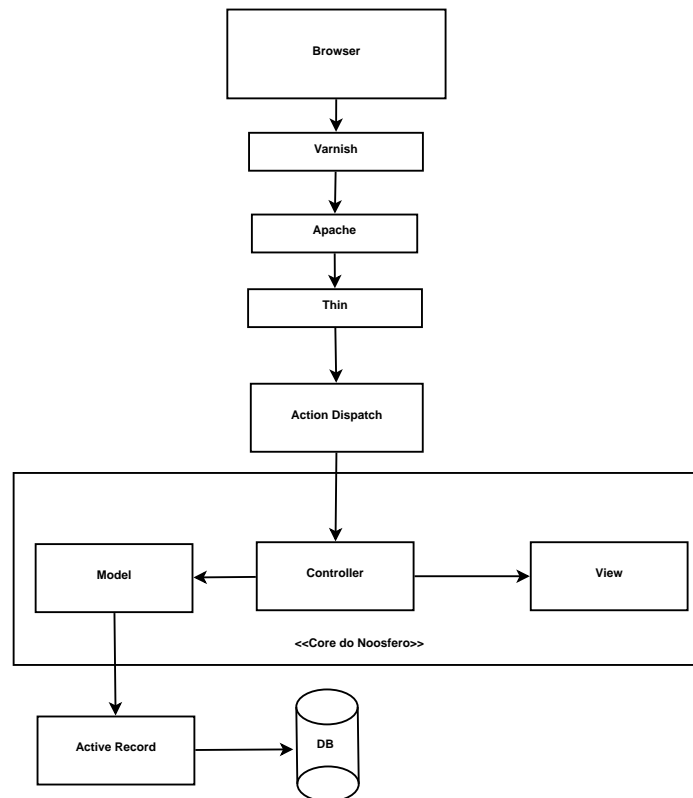 Browser
Varnish
Apache
Thin
Action Dispatch
Model
Controller
View
<<Core do Noosfero>>
Active Record
DB